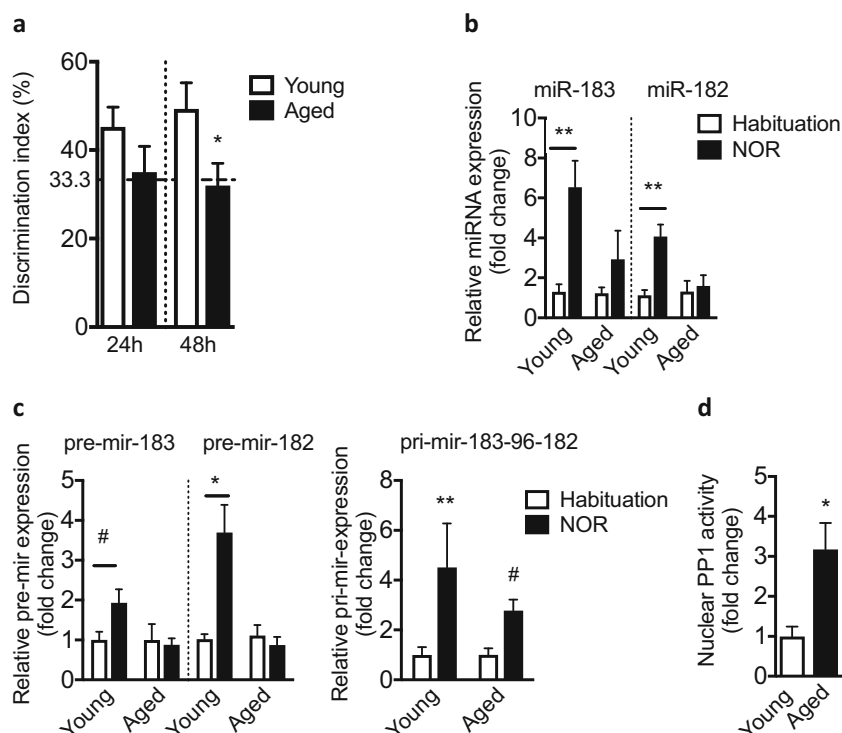 a
Discrimination index (%)
60
40
33.3
20
0
24h
48h
*
Young
Aged
b
miR-183
miR-182
Relative miRNA expression
(fold change)
10
8
6
4
2
0
**
**
Young
Aged
Young
Aged
Habituation
NOR
c
pre-mir-183
pre-mir-182
Relative pre-mir expression
(fold change)
5
4
3
2
1
0
#
*
Young
Aged
Young
Aged
pri-mir-183-96-182
Relative pri-mir-expression
(fold change)
8
6
4
2
0
**
#
Young
Aged
Habituation
NOR
d
Nuclear PP1 activity
(fold change)
5
4
3
2
1
0
*
Young
Aged